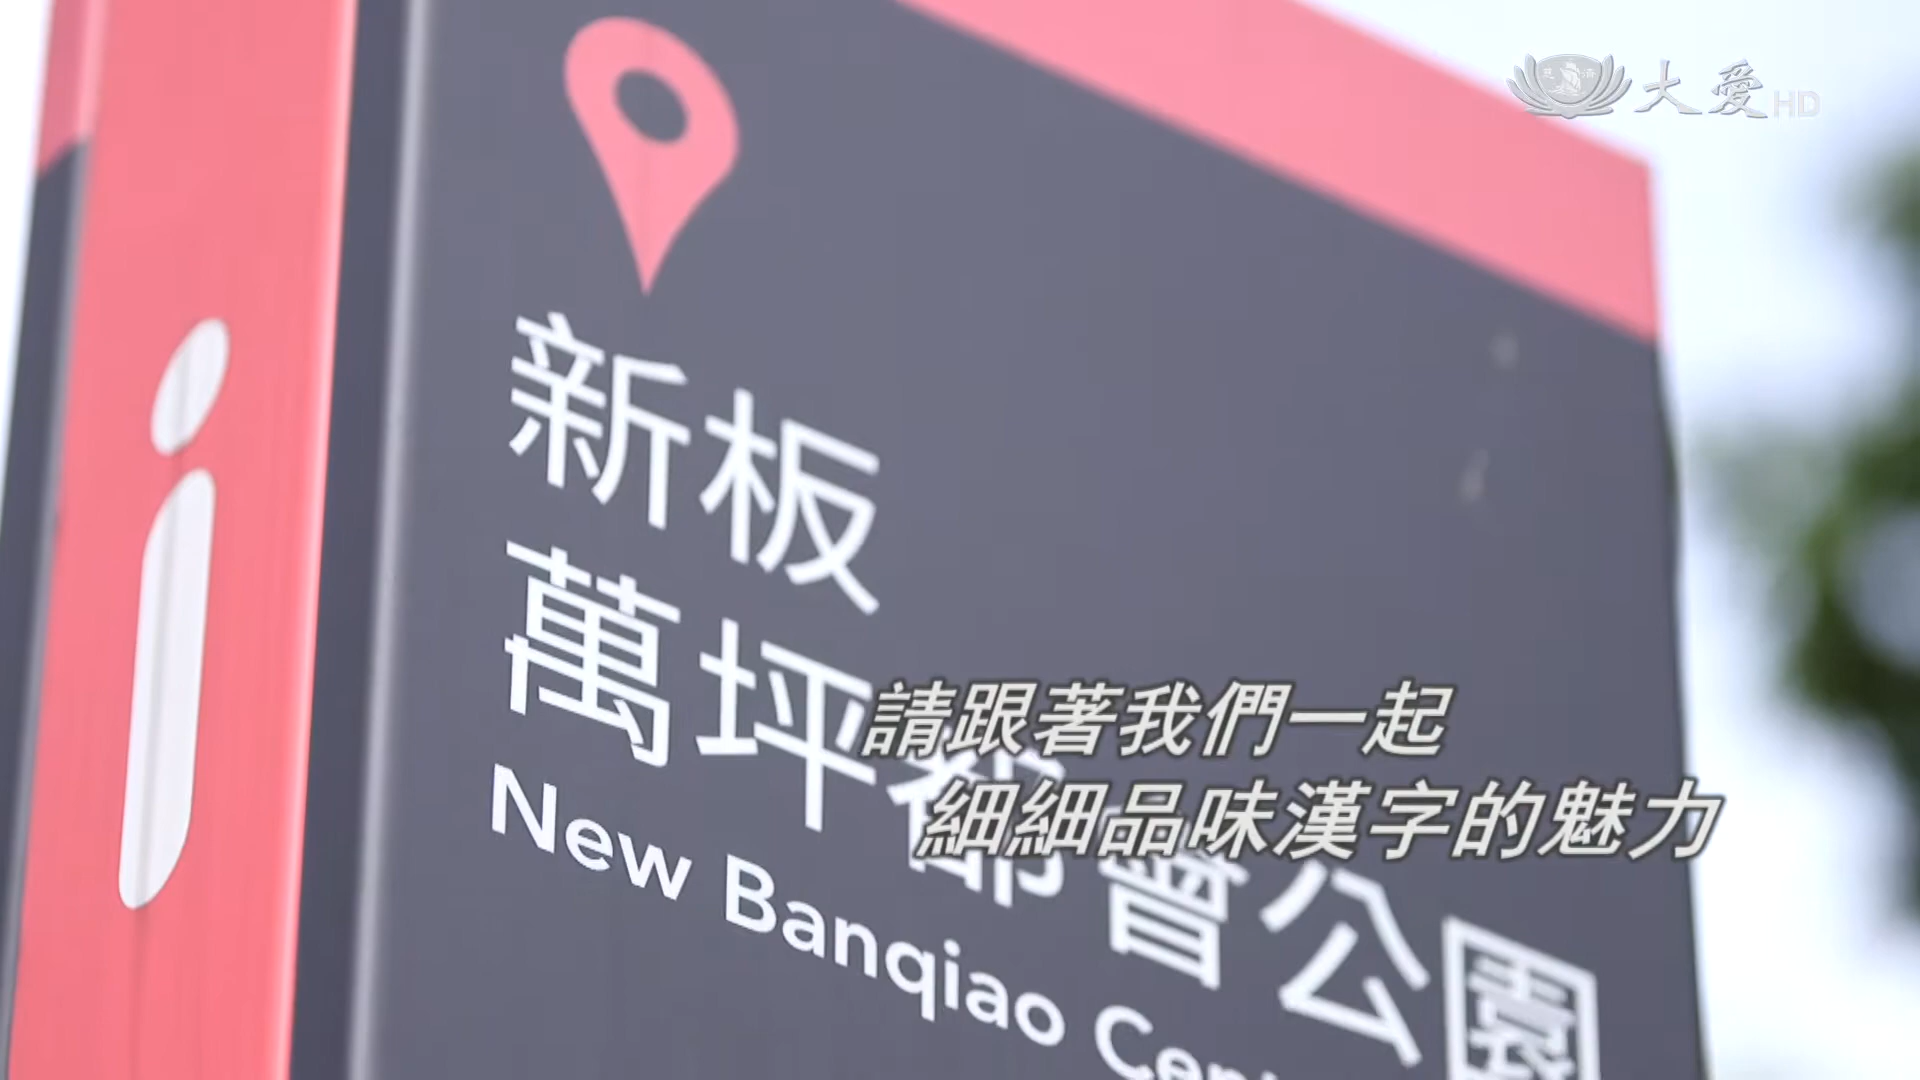 大愛HD
i
新板
萬坪都會公園
New Banqiao
請跟著我們一起
細細品味漢字的魅力